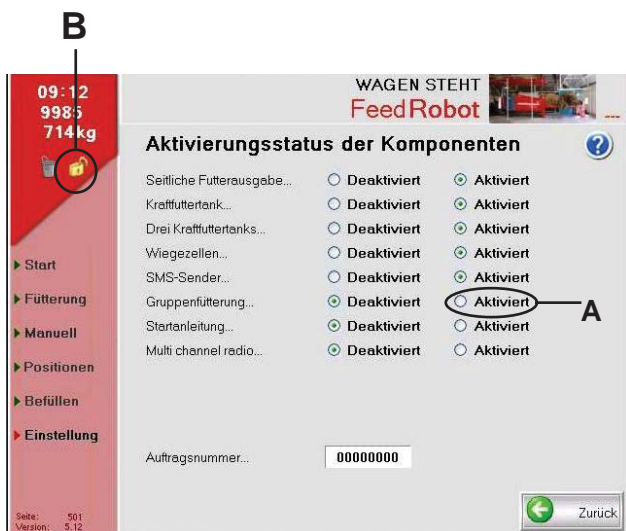 B
09:12
9985
714kg
WAGEN STEHT
FeedRobot
...
Aktivierungsstatus der Komponenten
?
Seitliche Futterausgabe... Deaktiviert Aktiviert
Kraftfuttertank... Deaktiviert Aktiviert
Drei Kraftfuttertanks... Deaktiviert Aktiviert
Wiegezellen... Deaktiviert Aktiviert
SMS-Sender... Deaktiviert Aktiviert
Gruppenfütterung... Deaktiviert Aktiviert
A
Startanleitung... Deaktiviert Aktiviert
Multi channel radio... Deaktiviert Aktiviert
Start
Fütterung
Manuell
Positionen
Befüllen
Einstellung
Auftragsnummer... 00000000
Seite: 501
Version: 5.12
Zurück